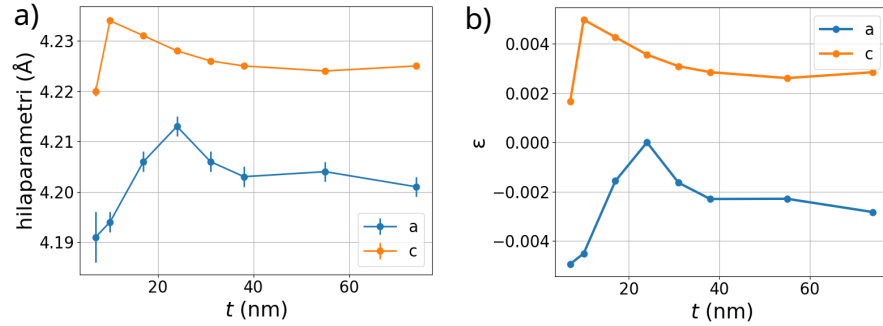 a)
4.23
4.22
4.21
4.20
4.19
hilaparametri (Å)
20
40
60
t (nm)
a
c
b)
0.004
0.002
0.000
−0.002
−0.004
ε
20
40
60
t (nm)
a
c